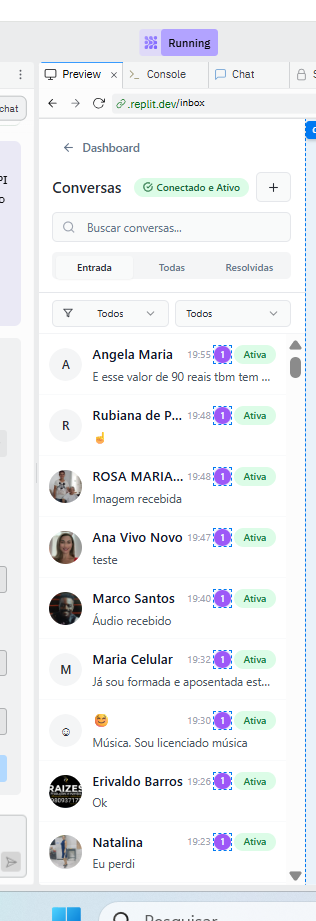 Running
Preview × Console Chat S
chat
.replit.dev/inbox
PI
o
Dashboard
Conversas Conectado e Ativo +
Buscar conversas...
Entrada Todas Resolvidas
Todos Todos
A Angela Maria 19:55 1 Ativa
E esse valor de 90 reais tbm tem ...
R Rubiana de P... 19:48 1 Ativa
☝
ROSA MARIA... 19:48 1 Ativa
Imagem recebida
Ana Vivo Novo 19:47 1 Ativa
teste
Marco Santos 19:40 1 Ativa
Áudio recebido
M Maria Celular 19:32 1 Ativa
Já sou formada e aposentada est...
😊 19:30 1 Ativa
Música. Sou licenciado música
RAIZES
Erivaldo Barros 19:26 1 Ativa
Ok
Natalina 19:23 1 Ativa
Eu perdi
Pesquisar